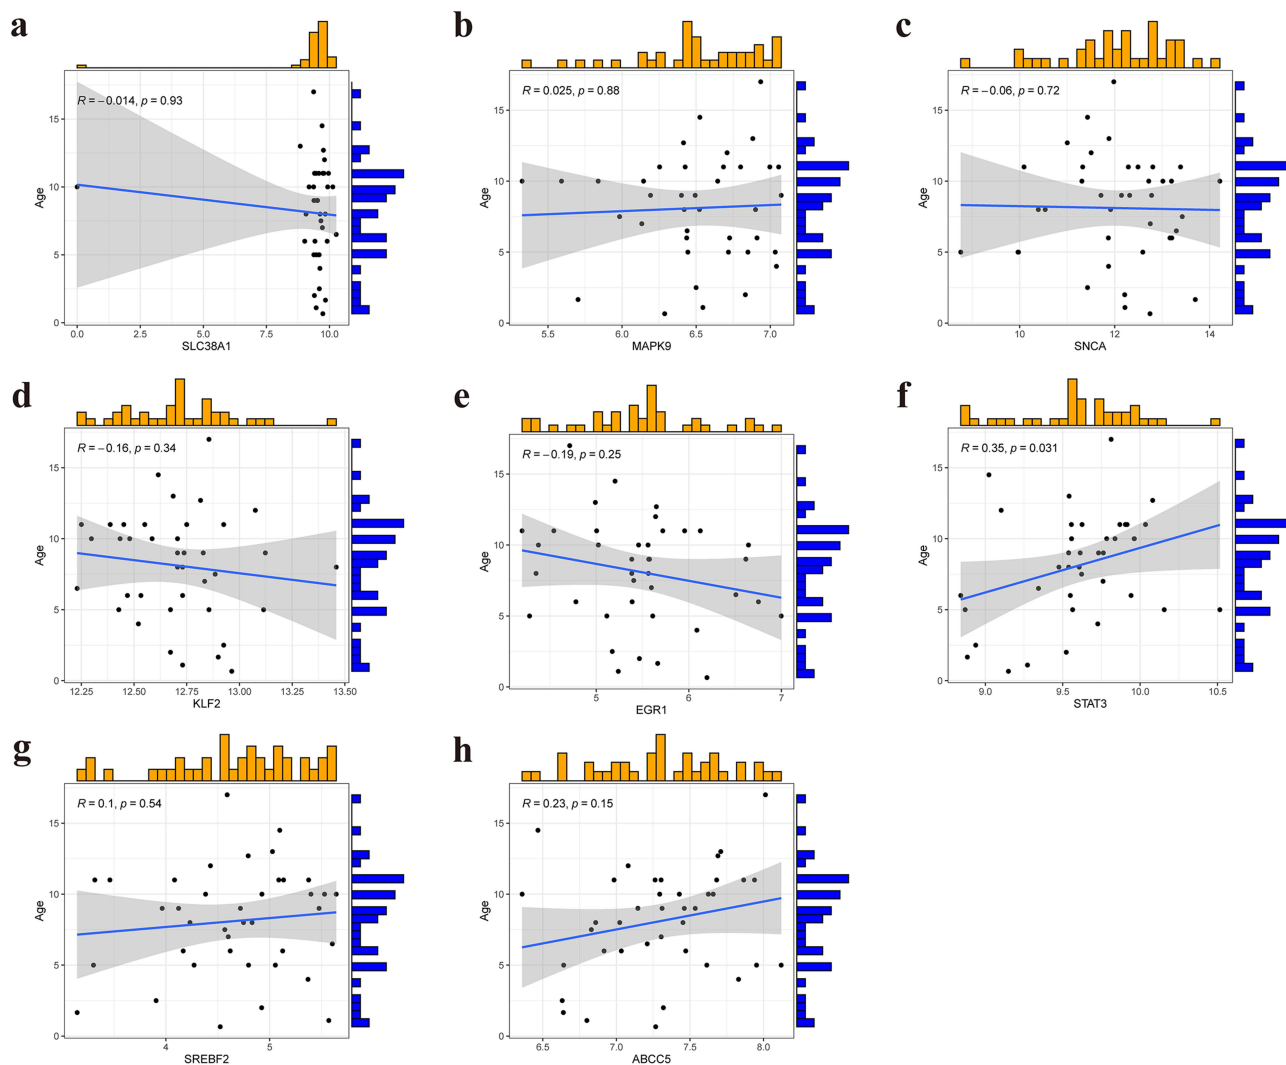 a
R = −0.014, p = 0.93
Age
15
10
5
0
0.0 2.5 5.0 7.5 10.0
SLC38A1
b
R = 0.025, p = 0.88
Age
15
10
5
0
5.5 6.0 6.5 7.0
MAPK9
c
R = −0.06, p = 0.72
Age
15
10
5
0
10 12 14
SNCA
d
R = −0.16, p = 0.34
Age
15
10
5
0
12.25 12.50 12.75 13.00 13.25 13.50
KLF2
e
R = −0.19, p = 0.25
Age
15
10
5
0
5 6 7
EGR1
f
R = 0.35, p = 0.031
Age
15
10
5
0
9.0 9.5 10.0 10.5
STAT3
g
R = 0.1, p = 0.54
Age
15
10
5
0
4 5
SREBF2
h
R = 0.23, p = 0.15
Age
15
10
5
0
6.5 7.0 7.5 8.0
ABCC5